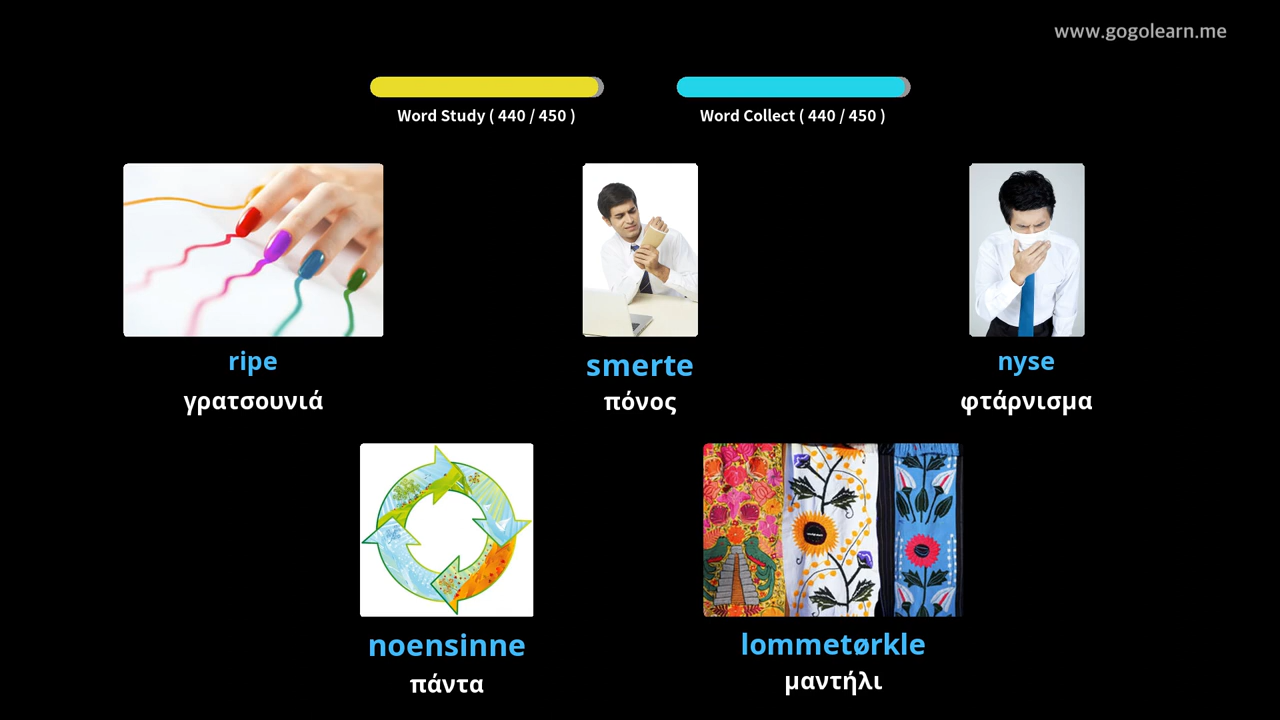 www.gogolearn.me
Word Study ( 440 / 450 )
Word Collect ( 440 / 450 )
ripe
γρατσουνιά
smerte
πόνος
nyse
φτάρνισμα
noensinne
πάντα
lommetørkle
μαντήλι